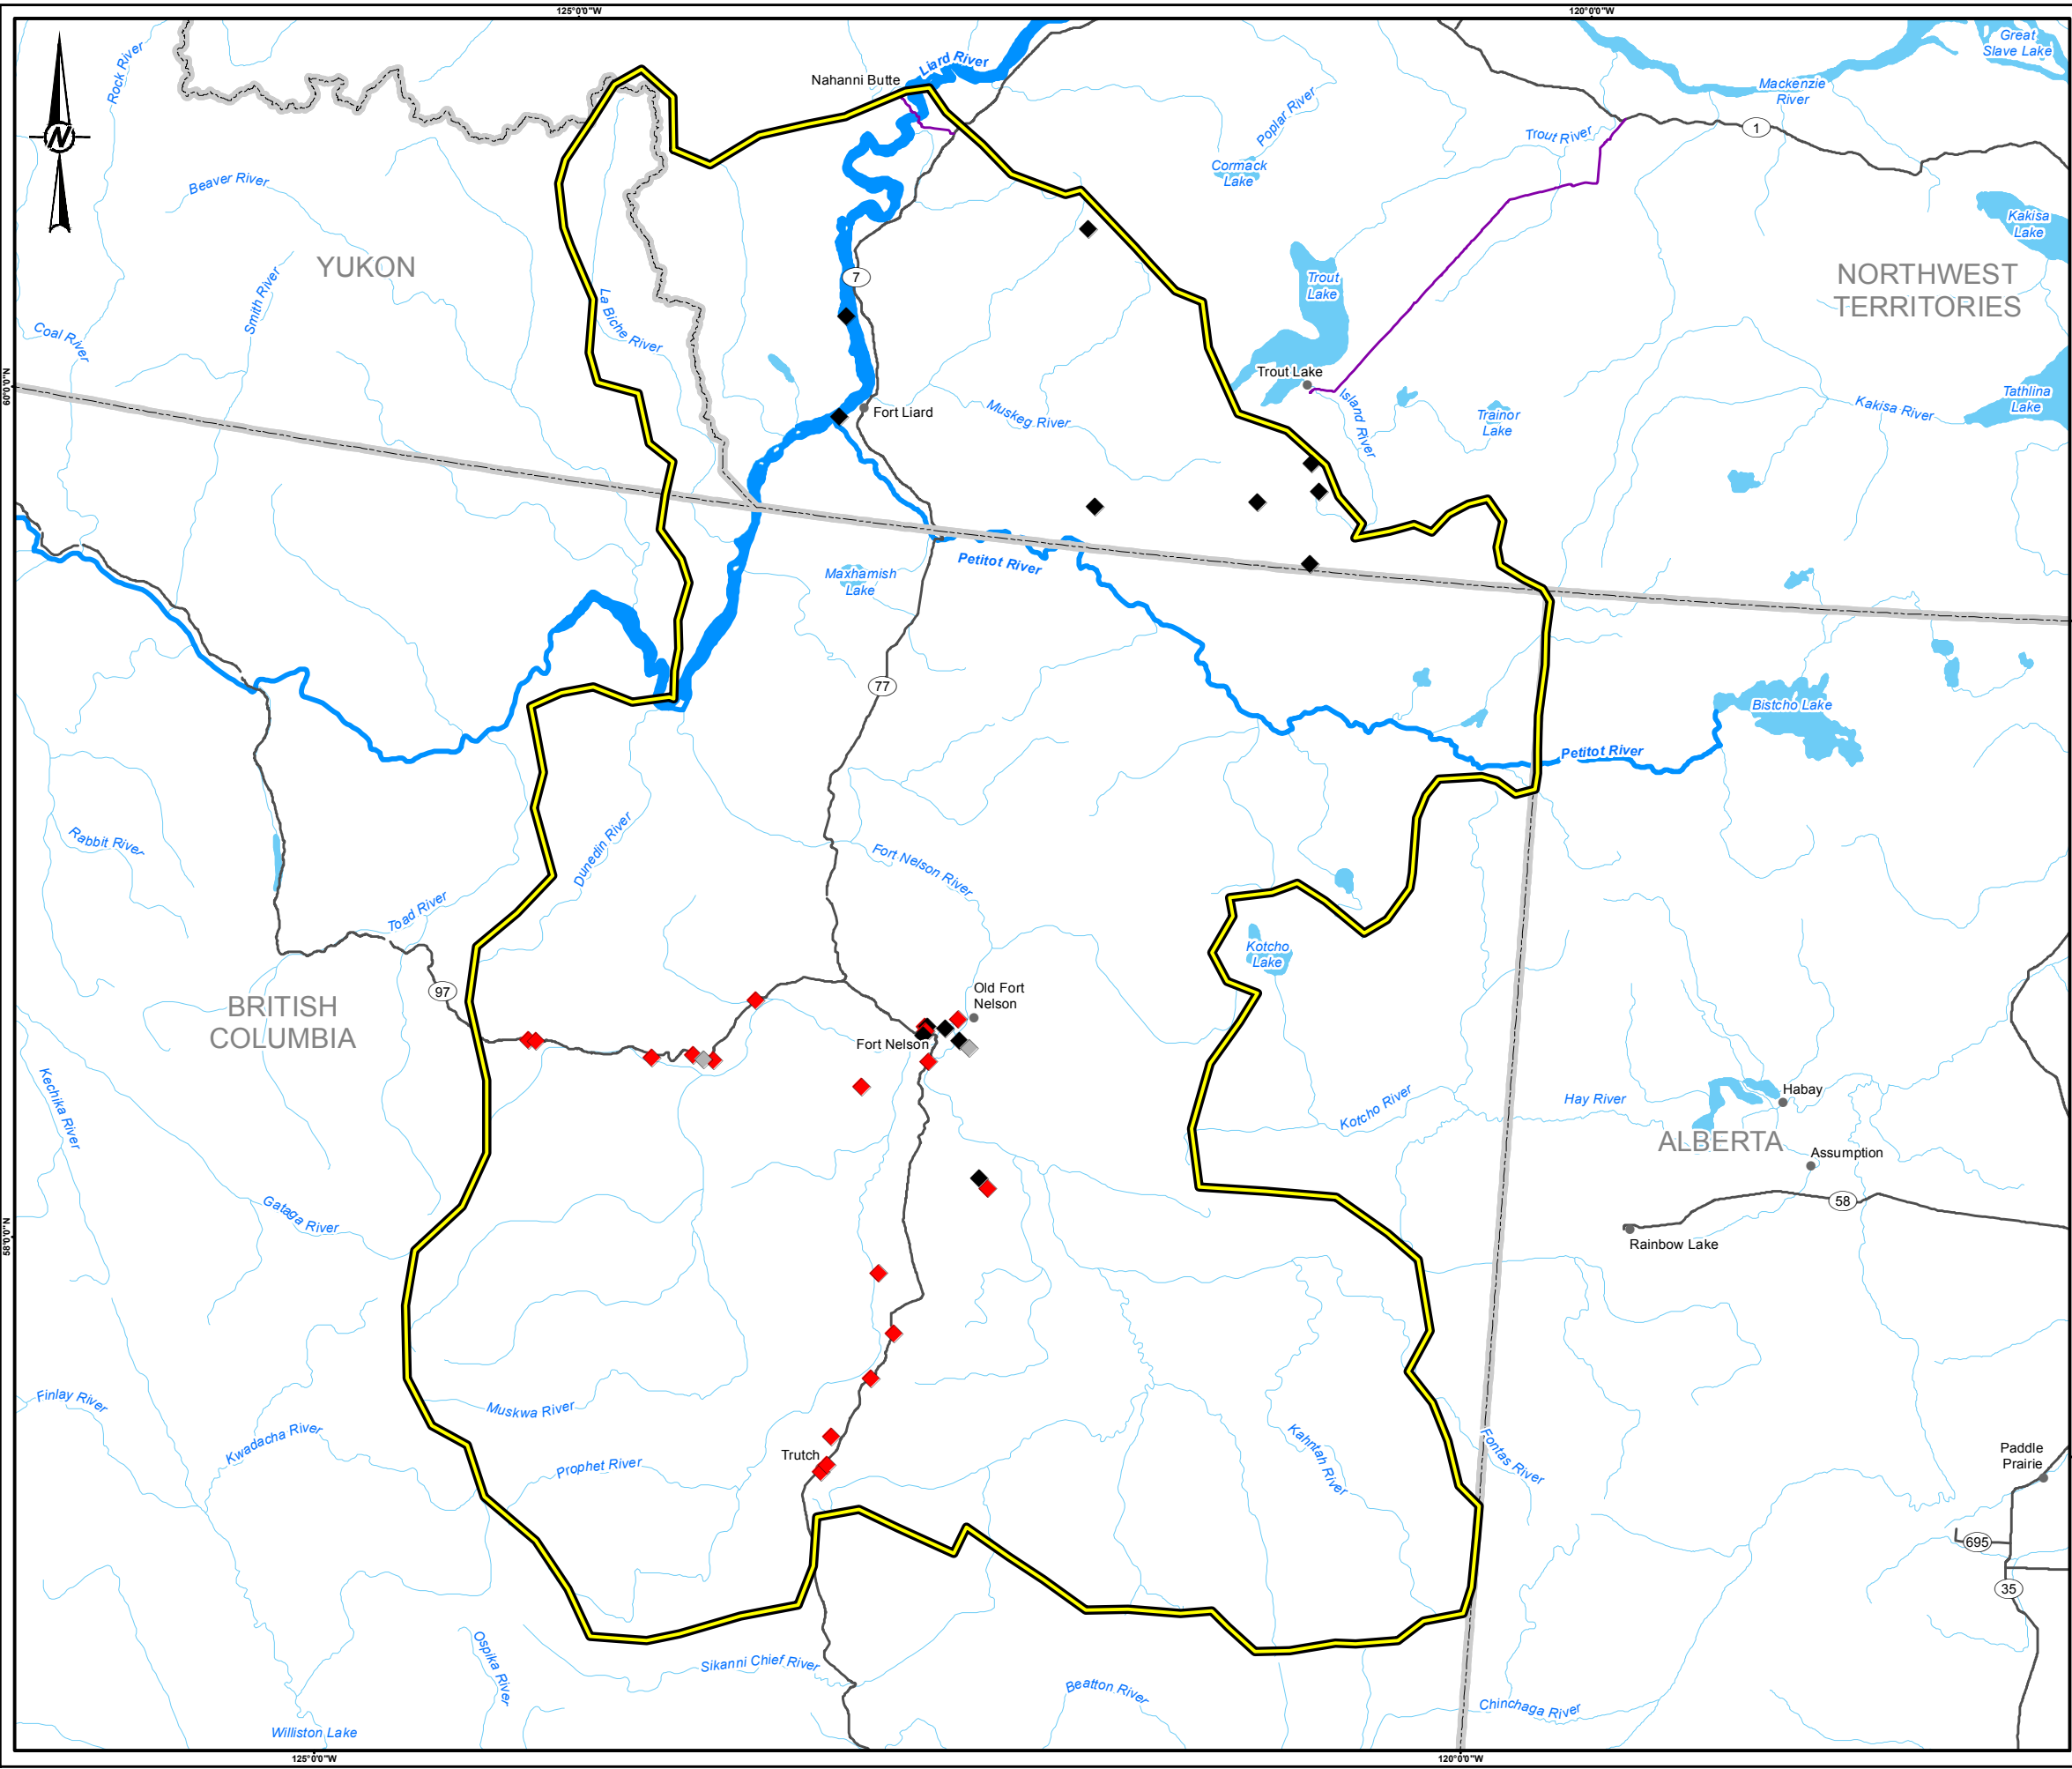 125°0'0"W
120°0'0"W
Great
Slave Lake
Rock River
Liard River
Nahanni Butte
Mackenzie
River
N
Poplar River
Trout River
1
Cormack
Lake
Beaver River
Kakisa
Lake
YUKON
Smith River
7
Trout
Lake
NORTHWEST
TERRITORIES
La Biche River
Coal River
60°0'0"N
Trout Lake
Island River
Fort Liard
Muskeg River
Trainor
Lake
Kakisa River
Tathlina
Lake
Petitot River
Maxhamish
Lake
77
Bistcho Lake
Petitot River
Rabbit River
Dunedin River
Fort Nelson River
Toad River
Kotcho
Lake
97
BRITISH
COLUMBIA
Old Fort
Nelson
Fort Nelson
Kechika River
Habay
Hay River
Kotcho River
ALBERTA
Assumption
58
Gataga River
58°0'0"N
Rainbow Lake
Finlay River
Muskwa River
Kwadacha River
Trutch
Prophet River
Kahntah River
Fontas River
Paddle
Prairie
695
35
Ospika River
Sikanni Chief River
Beatton River
Chinchaga River
Williston Lake
125°0'0"W
120°0'0"W